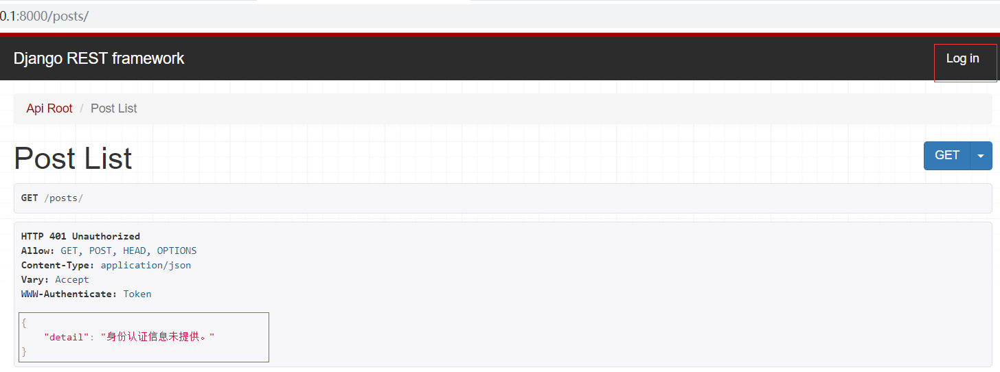 0.1:8000/posts/
Django REST framework
Log in
Api Root / Post List
Post List
GET
GET /posts/
HTTP 401 Unauthorized
Allow: GET, POST, HEAD, OPTIONS
Content-Type: application/json
Vary: Accept
WWW-Authenticate: Token
{
"detail": "身份认证信息未提供。"
}